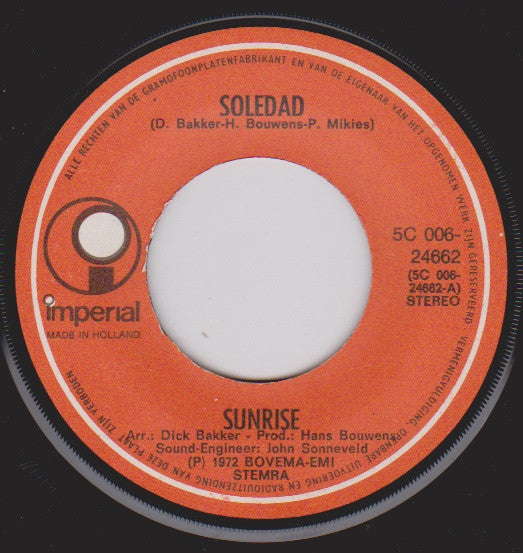 ALLE RECHTEN VAN DE GRAMOFOONPLATENFABRIKANT EN VAN DE EIGENAAR VAN HET OPGENOMEN WERK ZIJN GERESERVEERD. VERMENIGVULDIGING, OPENBARE UITVOERING EN RADIOUITZENDING VAN DEZE PLAAT ZIJN VERBODEN
SOLEDAD
(D. Bakker-H. Bouwens-P. Mikies)
imperial
MADE IN HOLLAND
5C 006-
24662
(5C 006-
24662-A)
STEREO
SUNRISE
Arr.: Dick Bakker - Prod.: Hans Bouwens
Sound-Engineer: John Sonneveld
(P) 1972 BOVEMA-EMI
STEMRA